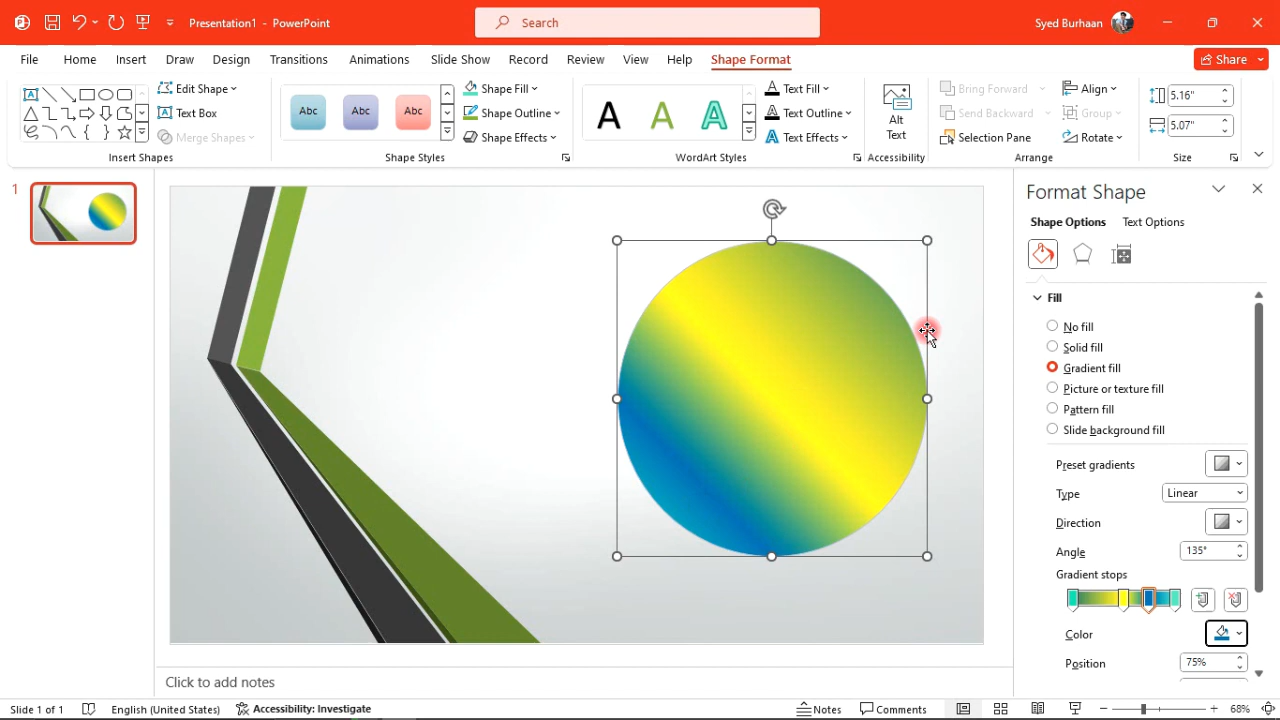 Presentation1 - PowerPoint
Search
Syed Burhaan
File Home Insert Draw Design Transitions Animations Slide Show Record Review View Help Shape Format
Share
Edit Shape
Text Box
Merge Shapes
Insert Shapes
Abc Abc Abc
Shape Fill
Shape Outline
Shape Effects
Shape Styles
A A A
Text Fill
Text Outline
Text Effects
WordArt Styles
Alt
Text
Accessibility
Bring Forward
Send Backward
Selection Pane
Align
Group
Rotate
Arrange
5.16"
5.07"
Size
1
Format Shape
Shape Options Text Options
Fill
No fill
Solid fill
Gradient fill
Picture or texture fill
Pattern fill
Slide background fill
Preset gradients
Type Linear
Direction
Angle 135°
Gradient stops
Color
Position 75%
Click to add notes
Slide 1 of 1 English (United States) Accessibility: Investigate Notes Comments 68%